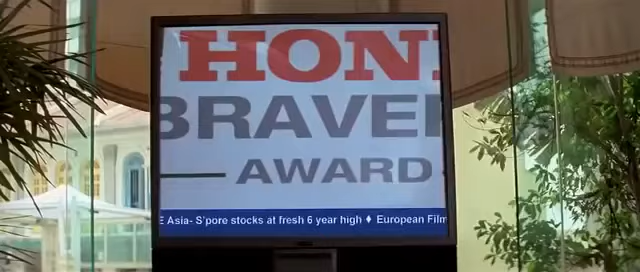 HON
BRAVE
AWARD
E Asia- S'pore stocks at fresh 6 year high ♦ European Film